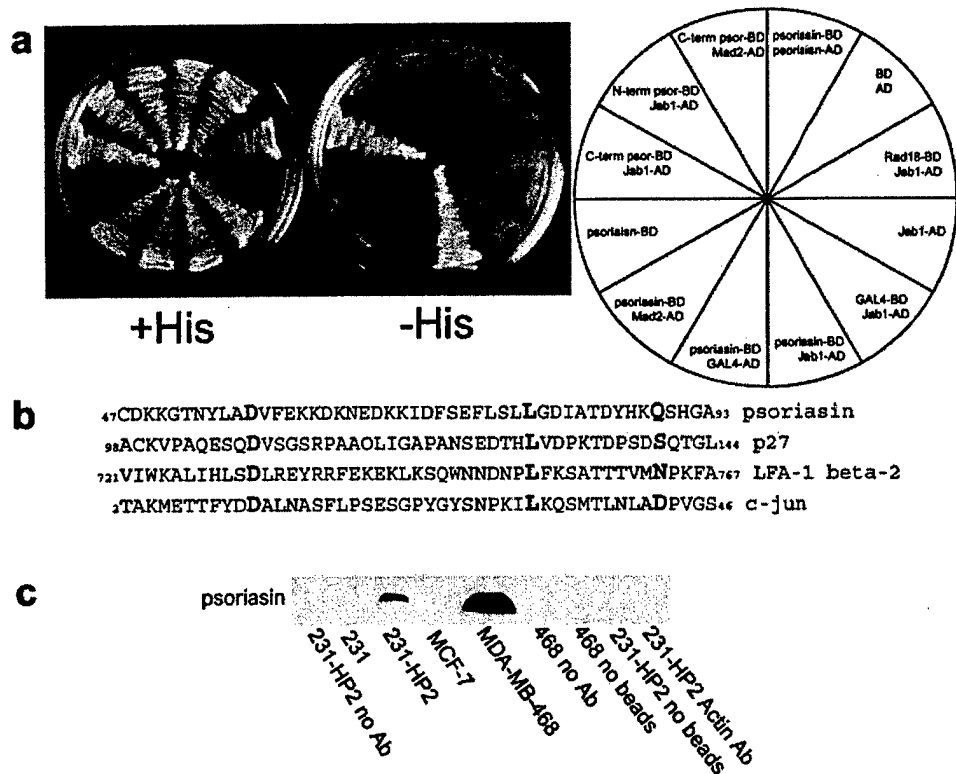 a
+His
-His
C-term psor-BD
Mad2-AD
psoriasin-BD
psoriaisn-AD
BD
AD
N-term psor-BD
Jab1-AD
C-term psor-BD
Jab1-AD
Rad18-BD
Jab1-AD
psoriaisn-BD
Jab1-AD
psoriasin-BD
Mad2-AD
GAL4-BD
Jab1-AD
psoriasin-BD
GAL4-AD
psoriasin-BD
Jab1-AD
b
47CDKKGTNYLADVFEKKDKNEDKKIDFSEFLSLLGDIATDYHKQSHGA93 psoriasin
98ACKVPAQESQDVSGSRPAAOLIGAPANSEDTHLVDPKTDPSDSQTGL144 p27
721VIWKALIHLSDLREYRRFEKEKLKSQWNNDNPLFKSATTTVMNPKFA767 LFA-1 beta-2
2TAKMETTFYDDALNASFLPSESGPYGYSNPKILKQSMTLNLADPVGS46 c-jun
c
psoriasin
231-HP2 no Ab
231
231-HP2
MCF-7
MDA-MB-468
468 no Ab
468 no beads
231-HP2 no beads
231-HP2 Actin Ab